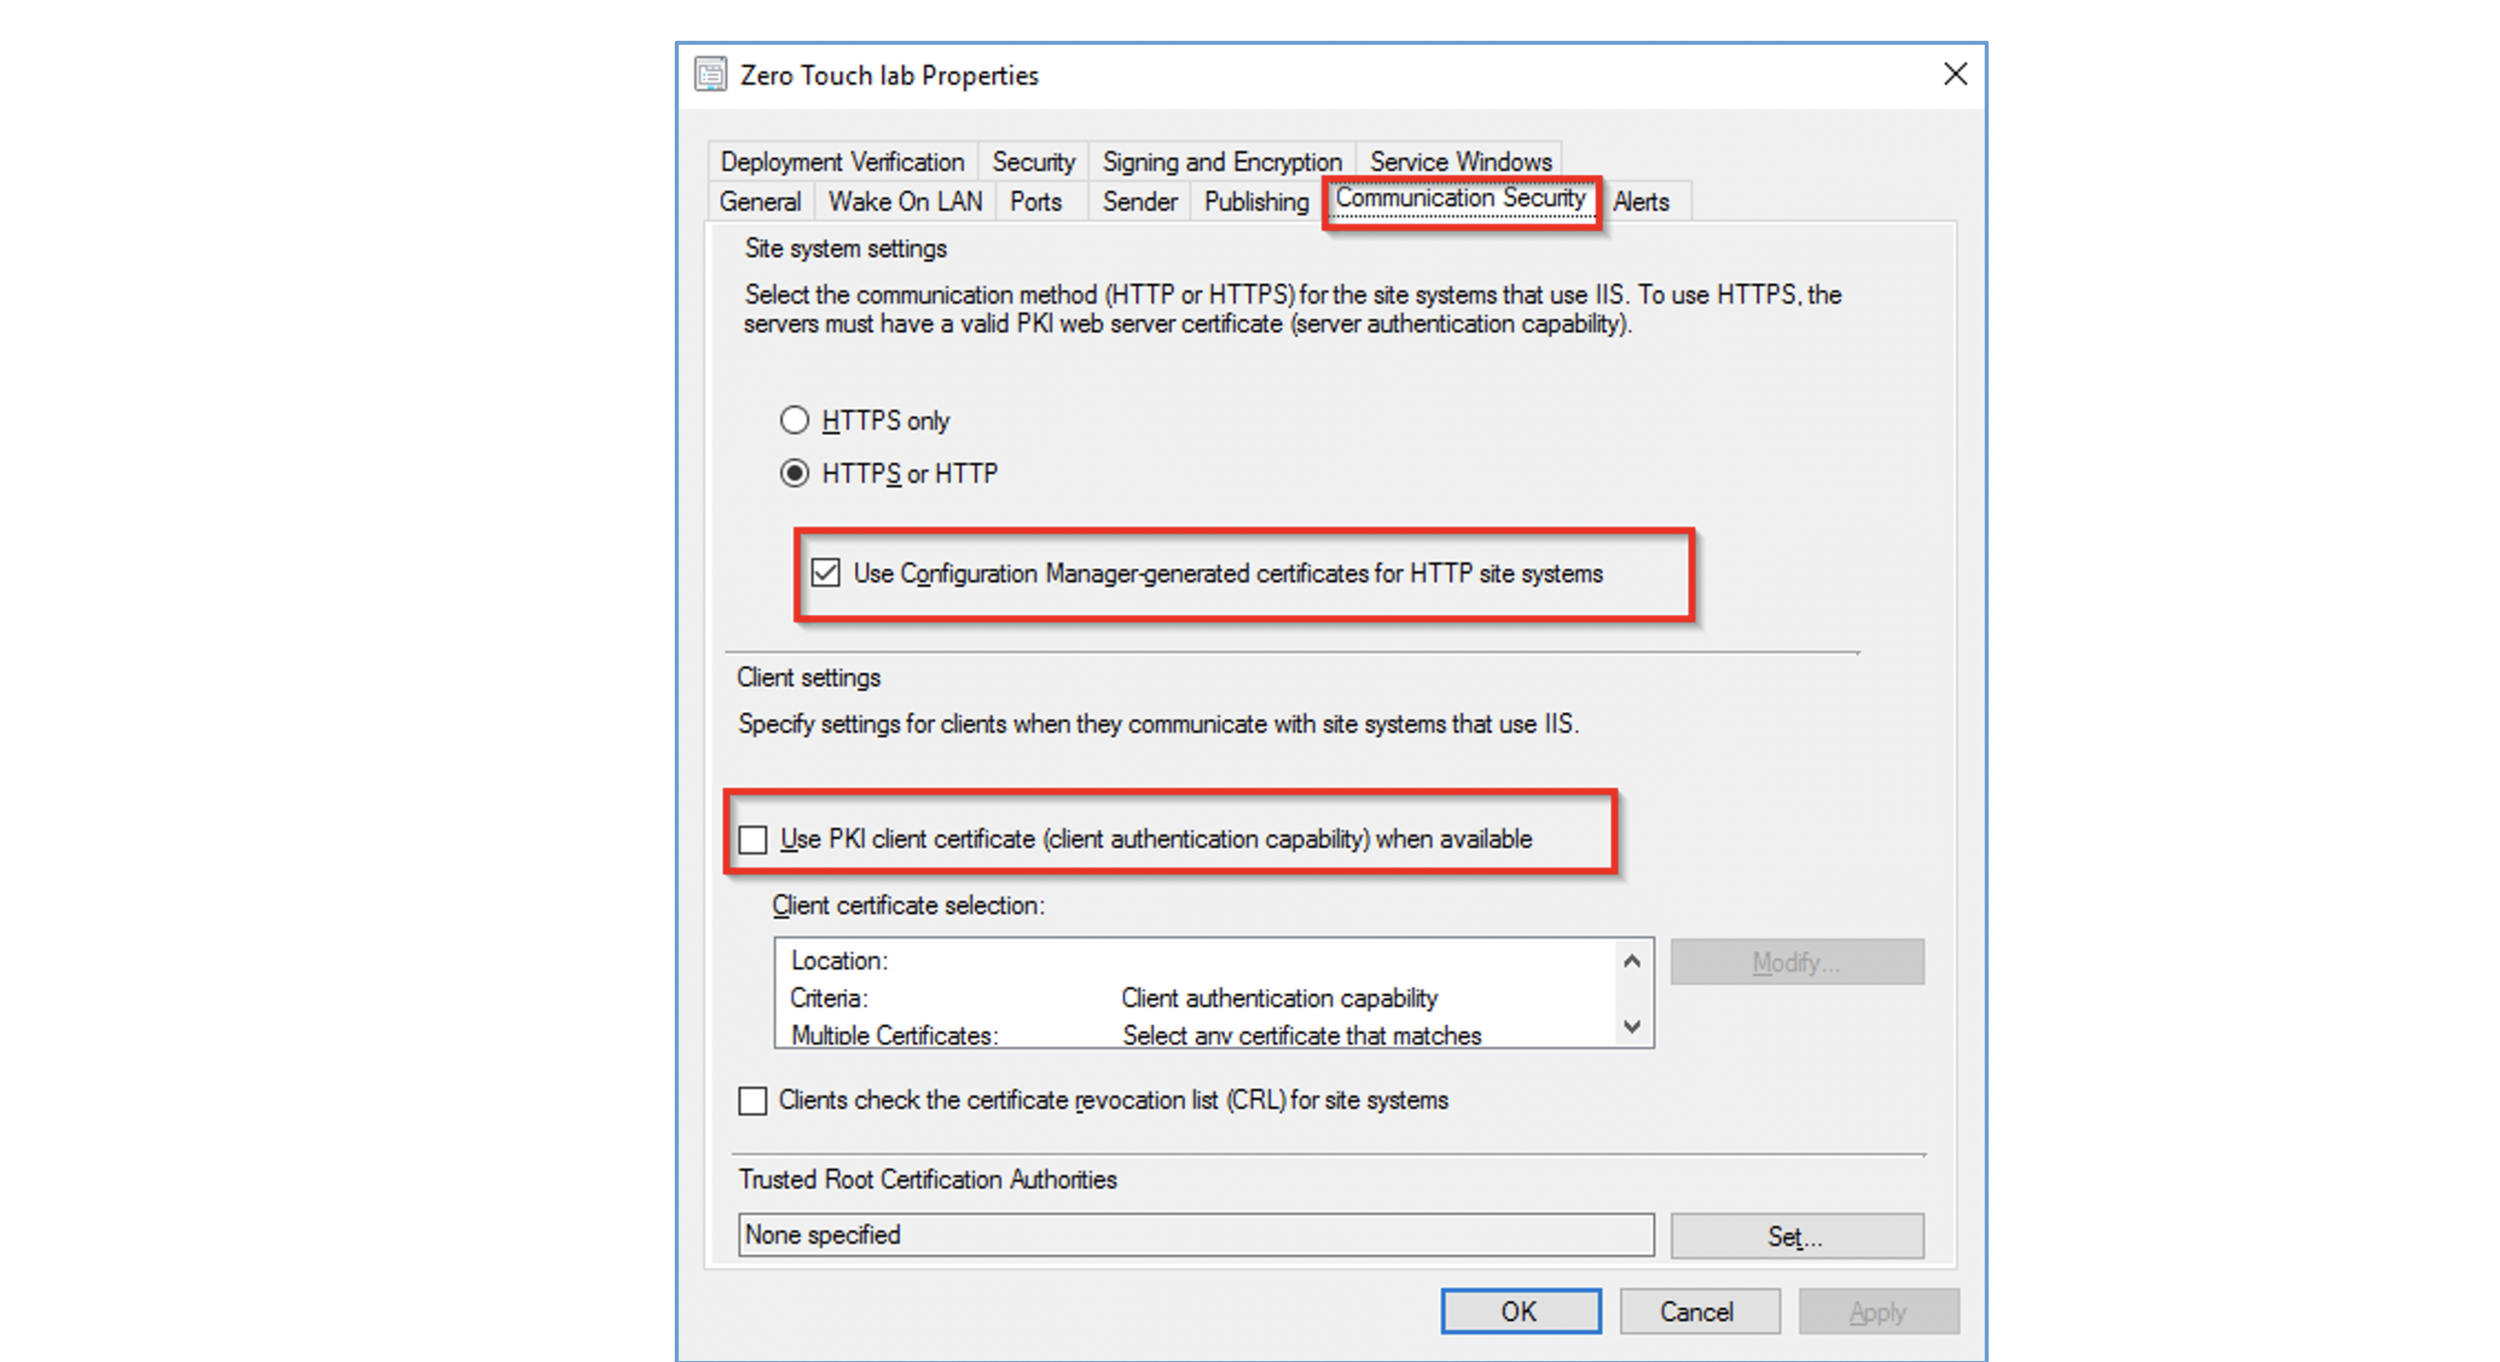 Zero Touch lab Properties
Deployment Verification Security Signing and Encryption Service Windows
General Wake On LAN Ports Sender Publishing Communication Security Alerts
Site system settings
Select the communication method (HTTP or HTTPS) for the site systems that use IIS. To use HTTPS, the
servers must have a valid PKI web server certificate (server authentication capability).
HTTPS only
HTTPS or HTTP
Use Configuration Manager-generated certificates for HTTP site systems
Client settings
Specify settings for clients when they communicate with site systems that use IIS.
Use PKI client certificate (client authentication capability) when available
Client certificate selection:
Location:
Modify...
Criteria: Client authentication capability
Multiple Certificates: Select any certificate that matches
Clients check the certificate revocation list (CRL) for site systems
Trusted Root Certification Authorities
None specified Set...
OK Cancel Apply